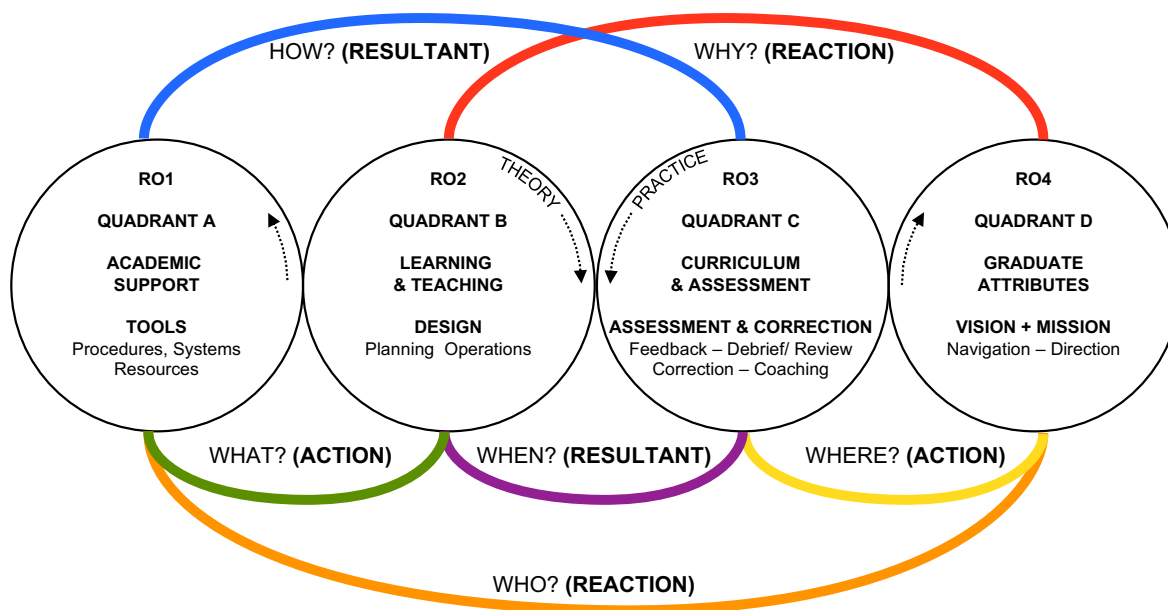 HOW? (RESULTANT)
WHY? (REACTION)
RO1
QUADRANT A
ACADEMIC
SUPPORT
TOOLS
Procedures, Systems
Resources
RO2
QUADRANT B
LEARNING
& TEACHING
DESIGN
Planning Operations
THEORY
PRACTICE
RO3
QUADRANT C
CURRICULUM
& ASSESSMENT
ASSESSMENT & CORRECTION
Feedback – Debrief/ Review
Correction – Coaching
RO4
QUADRANT D
GRADUATE
ATTRIBUTES
VISION + MISSION
Navigation – Direction
WHAT? (ACTION)
WHEN? (RESULTANT)
WHERE? (ACTION)
WHO? (REACTION)